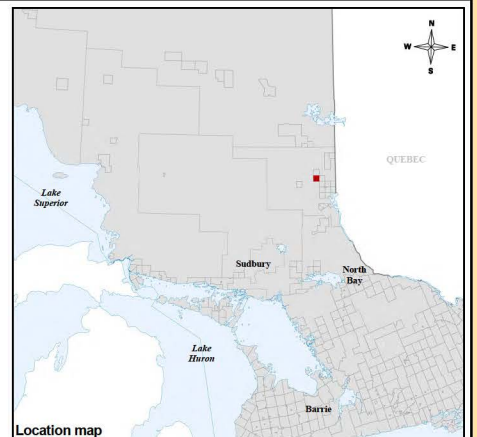 N
W E
S
QUEBEC
Lake
Superior
Sudbury
North
Bay
Lake
Huron
Barrie
Location map